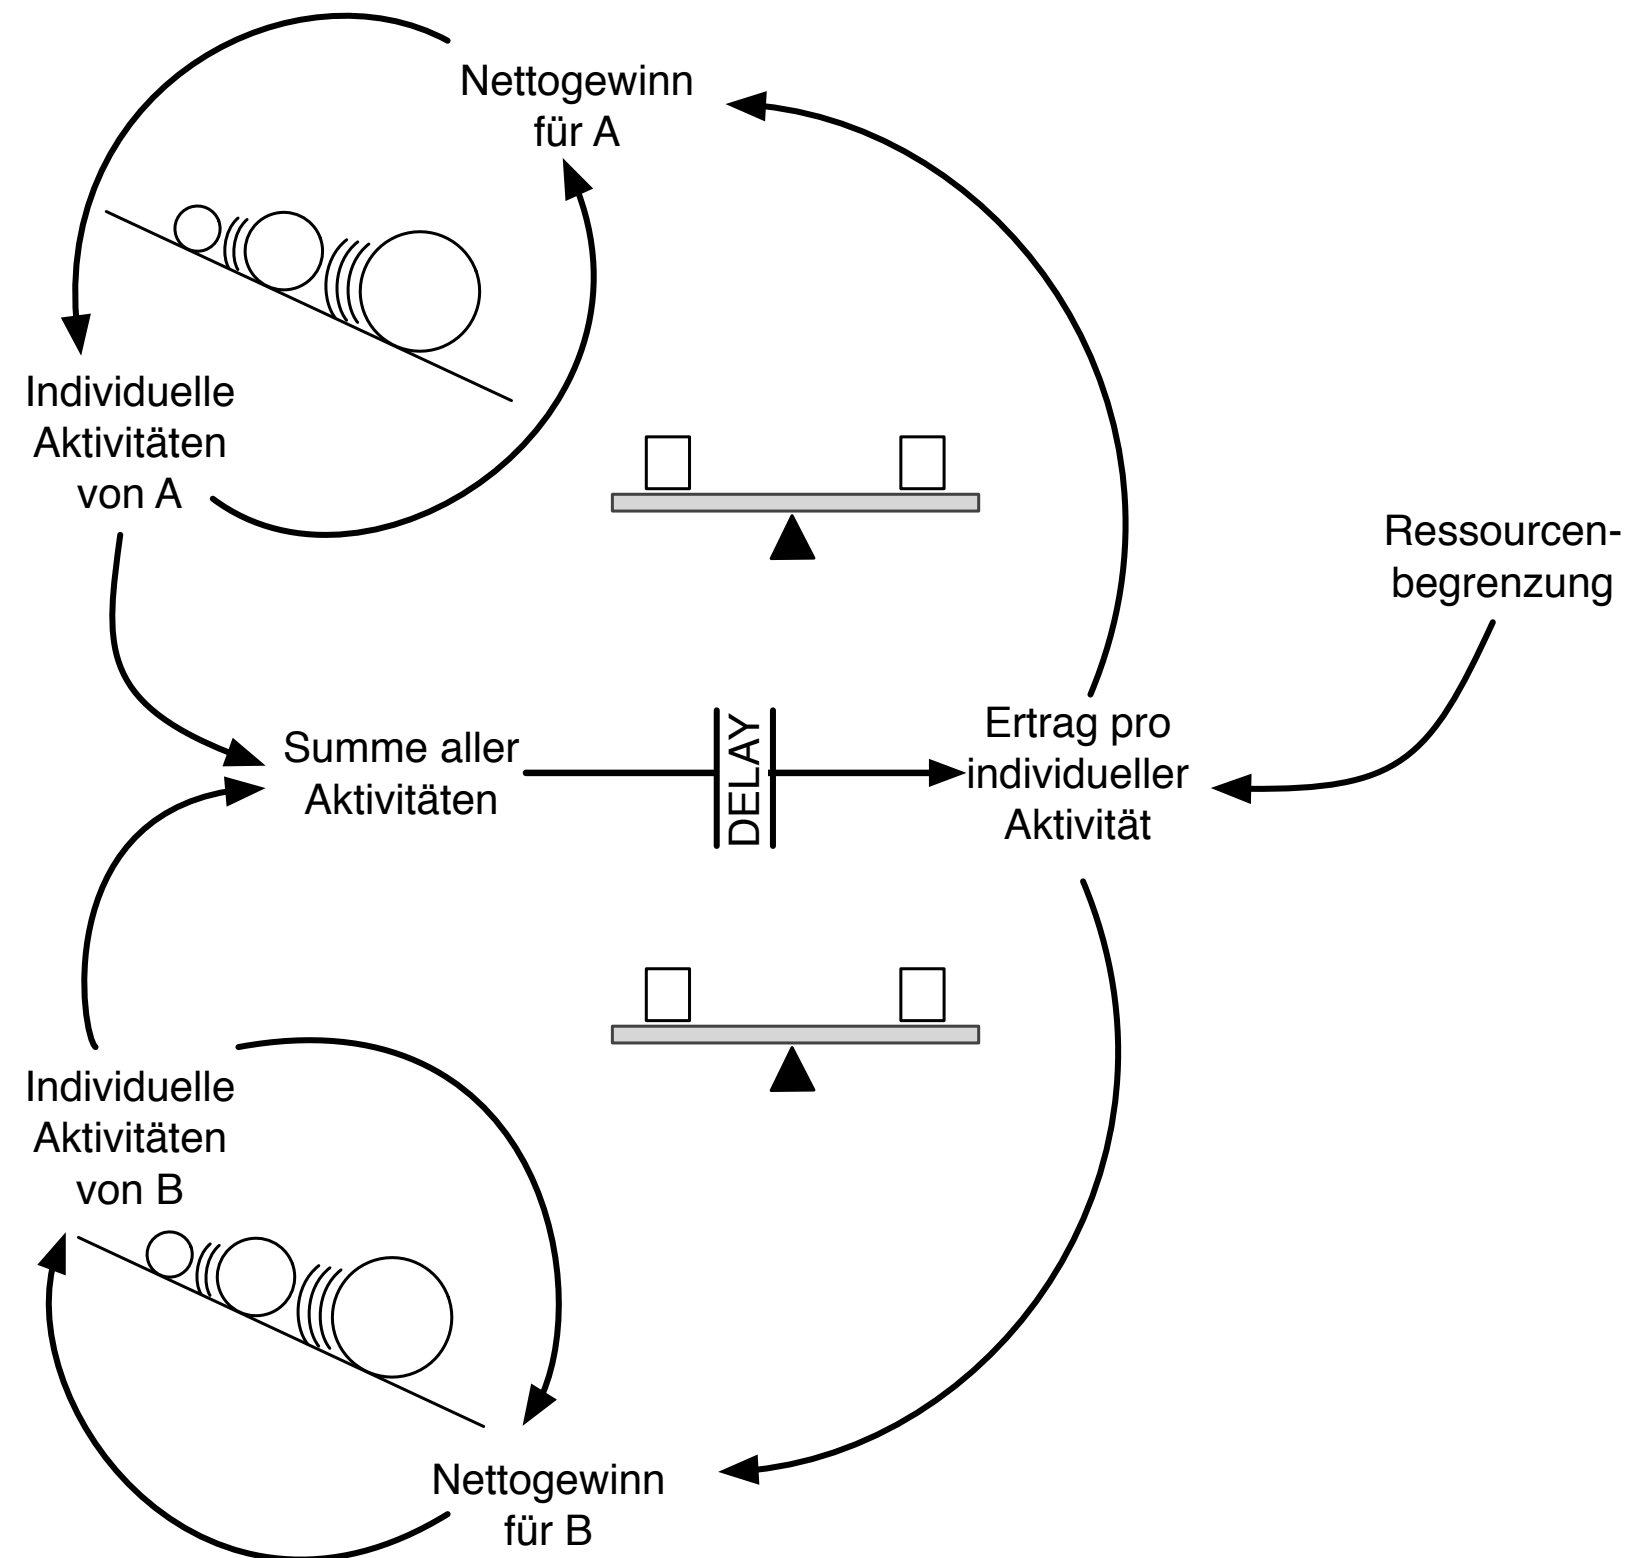 Nettogewinn
für A
Individuelle
Aktivitäten
von A
Ressourcen-
begrenzung
Summe aller
Aktivitäten
DELAY
Ertrag pro
individueller
Aktivität
Individuelle
Aktivitäten
von B
Nettogewinn
für B